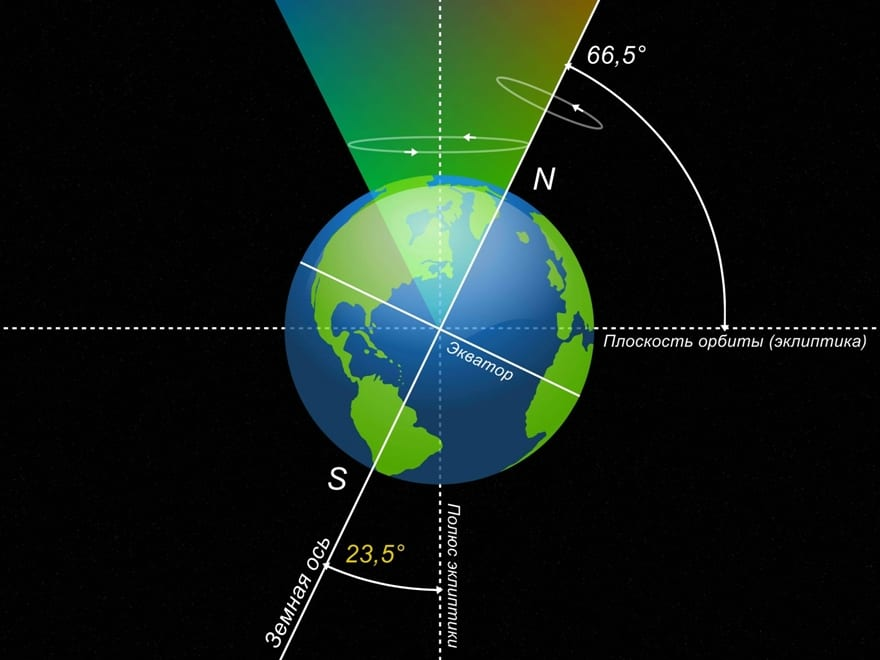 66,5°
N
Плоскость орбиты (эклиптика)
Экватор
S
23,5°
Земная ось
Полюс эклиптики